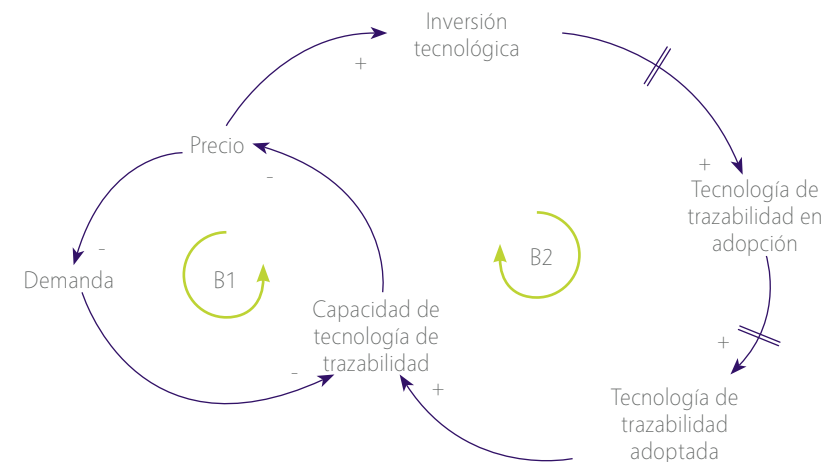 Inversión
tecnológica
+
Precio
-
+
Tecnología de
trazabilidad en
adopción
-
Demanda
B1
B2
Capacidad de
tecnología de
trazabilidad
+
-
+
Tecnología de
trazabilidad
adoptada